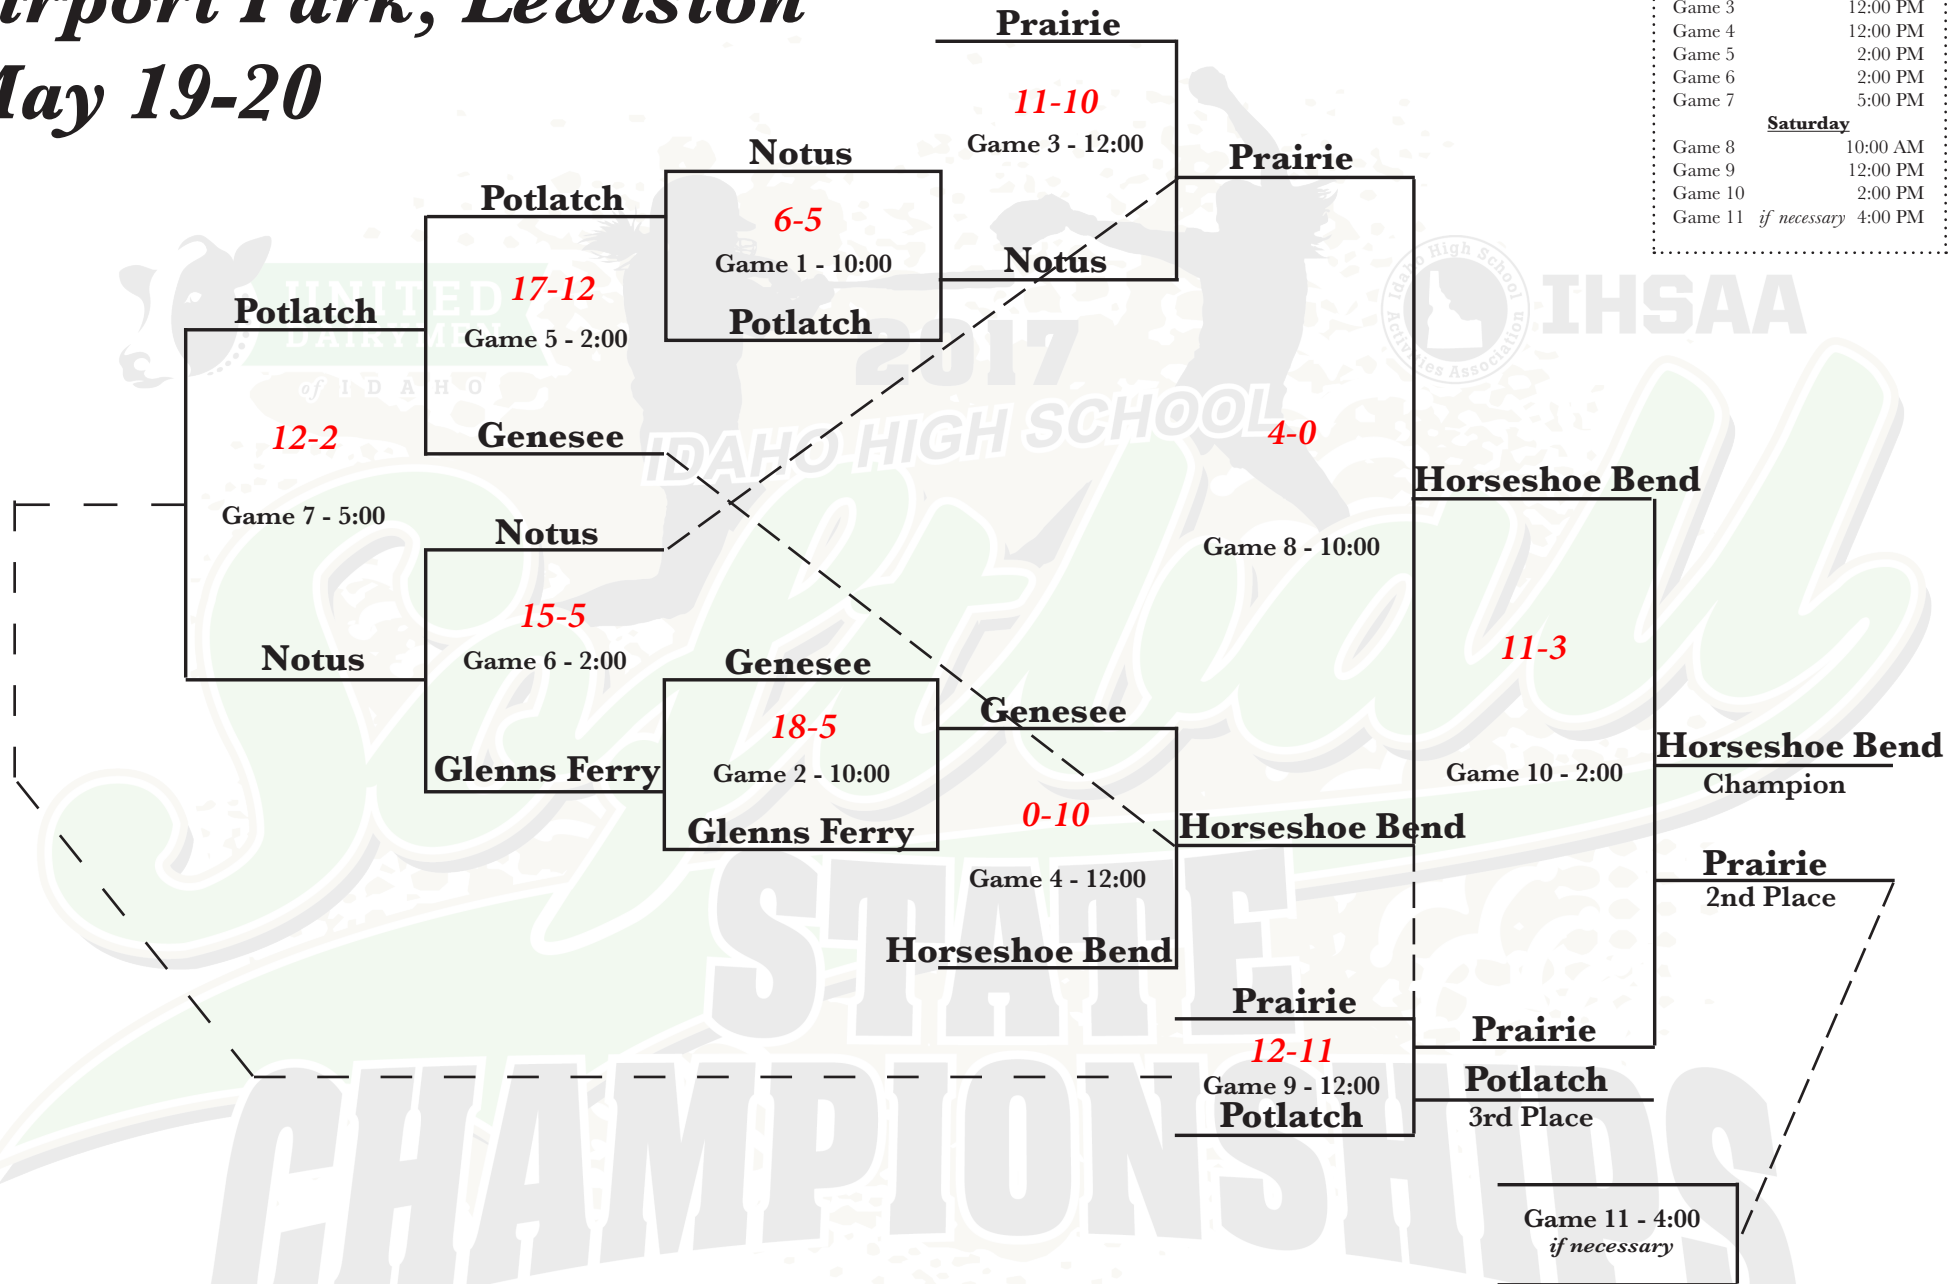 Airport Park, Lewiston
May 19-20
Game 3 12:00 PM
Game 4 12:00 PM
Game 5 2:00 PM
Game 6 2:00 PM
Game 7 5:00 PM
Saturday
Game 8 10:00 AM
Game 9 12:00 PM
Game 10 2:00 PM
Game 11 if necessary 4:00 PM
Prairie
11-10
Game 3 - 12:00
Notus
Prairie
Potlatch
6-5
Game 1 - 10:00
Notus
Potlatch
17-12
Game 5 - 2:00
Potlatch
UNITED
DAIRYMEN
of IDAHO
2017
Idaho High School
Activities Association
IHSAA
IDAHO HIGH SCHOOL
Softball
STATE
CHAMPIONSHIPS
12-2
Genesee
4-0
Horseshoe Bend
Game 7 - 5:00
Notus
Game 8 - 10:00
15-5
Game 6 - 2:00
Notus
Genesee
11-3
18-5
Game 2 - 10:00
Genesee
Glenns Ferry
Game 10 - 2:00
Horseshoe Bend
Champion
0-10
Glenns Ferry
Horseshoe Bend
Game 4 - 12:00
Prairie
2nd Place
Horseshoe Bend
Prairie
12-11
Game 9 - 12:00
Potlatch
Prairie
Potlatch
3rd Place
Game 11 - 4:00
if necessary